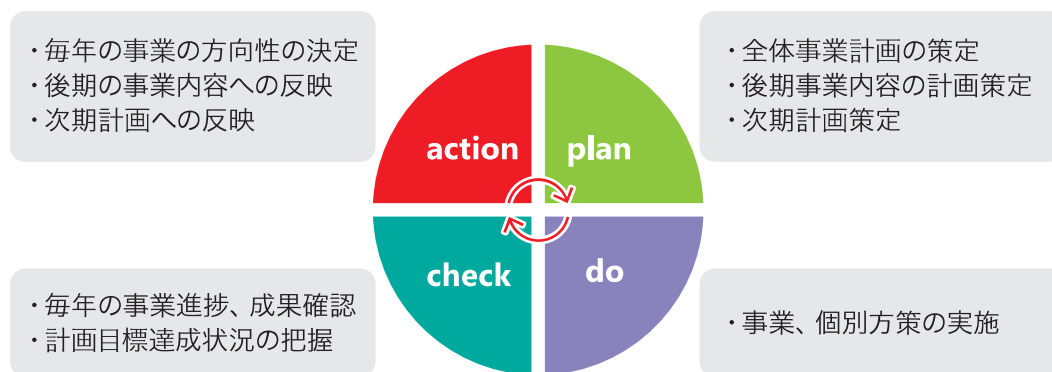 ・毎年の事業の方向性の決定
・後期の事業内容への反映
・次期計画への反映
action
plan
・全体事業計画の策定
・後期事業内容の計画策定
・次期計画策定
・毎年の事業進捗、成果確認
・計画目標達成状況の把握
check
do
・事業、個別方策の実施